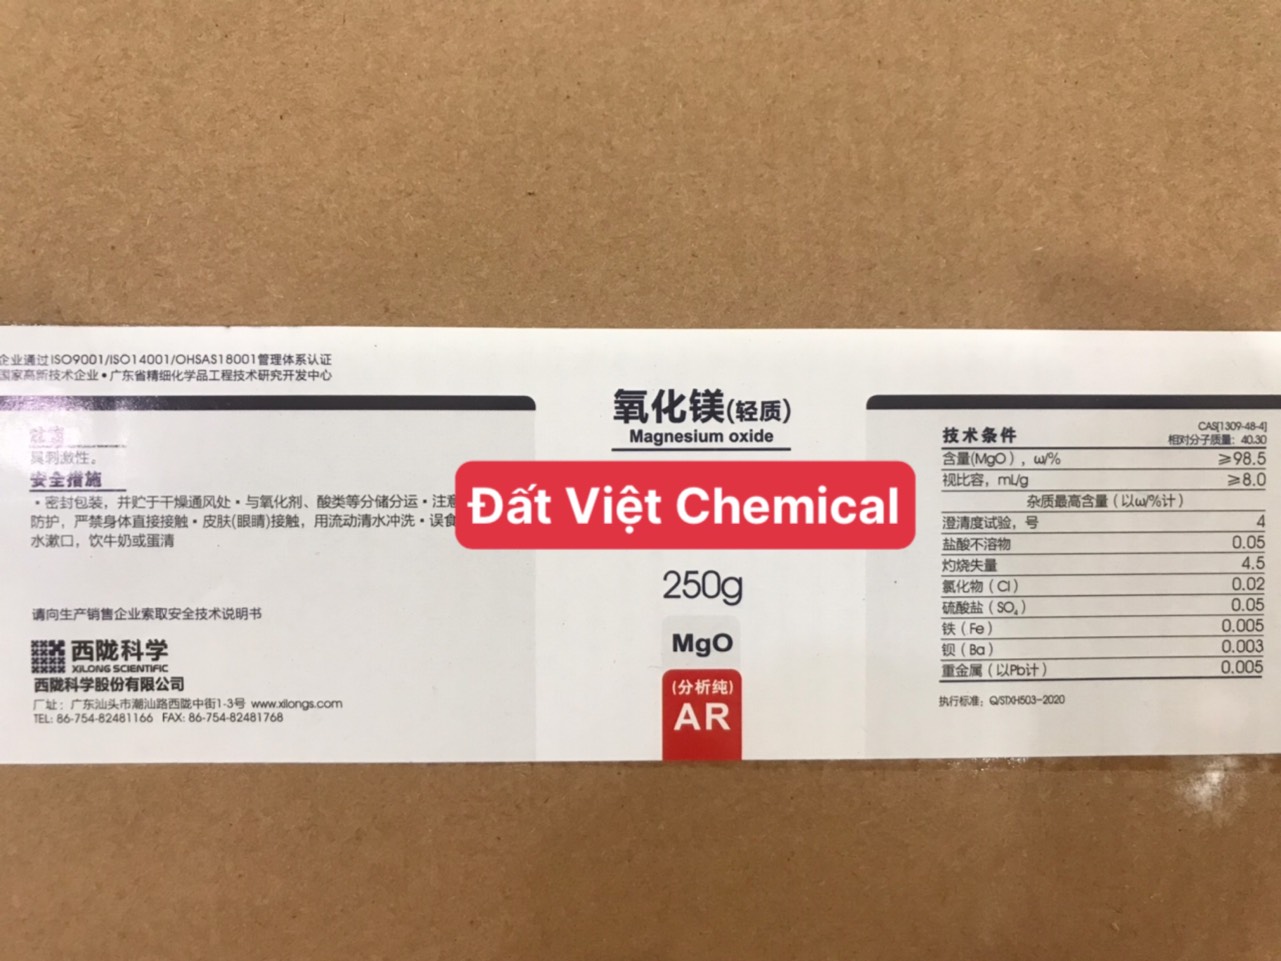 企业通过ISO9001/ISO14001/OHSAS18001管理体系认证
国家高新技术企业•广东省精细化学品工程技术研究开发中心
具刺激性。
安全措施
•密封包装，并贮于干燥通风处•与氧化剂、酸类等分储分运•注意
防护，严禁身体直接接触•皮肤(眼睛)接触，用流动清水冲洗•误食
水漱口，饮牛奶或蛋清
请向生产销售企业索取安全技术说明书
西陇科学
XILONG SCIENTIFIC
西陇科学股份有限公司
厂址：广东汕头市潮汕路西陇中街1-3号 www.xilongs.com
TEL: 86-754-82481166 FAX: 86-754-82481768
氧化镁(轻质)
Magnesium oxide
Đất Việt Chemical
250g
MgO
(分析纯)
AR
CAS[1309-48-4]
技术条件 相对分子质量：40.30
含量(MgO)，ω/% ≥98.5
视比容，mL/g ≥8.0
杂质最高含量（以ω/%计）
澄清度试验，号 4
盐酸不溶物 0.05
灼烧失量 4.5
氯化物（Cl） 0.02
硫酸盐（SO₄） 0.05
铁（Fe） 0.005
钡（Ba） 0.003
重金属（以Pb计） 0.005
执行标准：Q/STXH503-2020